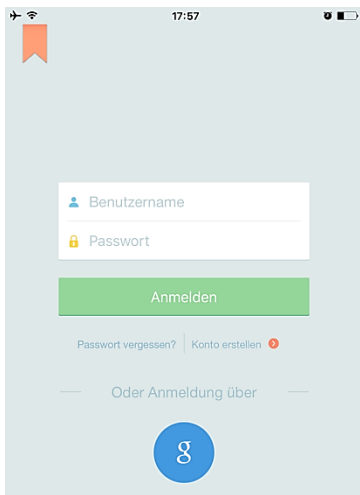 17:57
Benutzername
Passwort
Anmelden
Passwort vergessen? Konto erstellen
Oder Anmeldung über
g